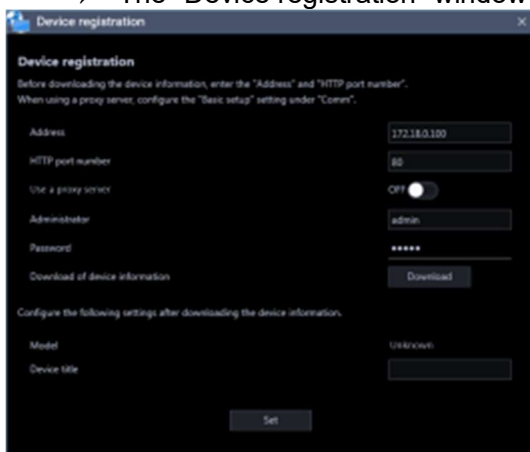 The "Device registration" window
Device registration
Device registration
Before downloading the device information, enter the "Address" and "HTTP port number".
When using a proxy server, configure the "Basic setup" setting under "Comm".
Address 172.18.0.100
HTTP port number 80
Use a proxy server OFF
Administrator admin
Password •••••
Download of device information Download
Configure the following settings after downloading the device information.
Model Unknown
Device title
Set